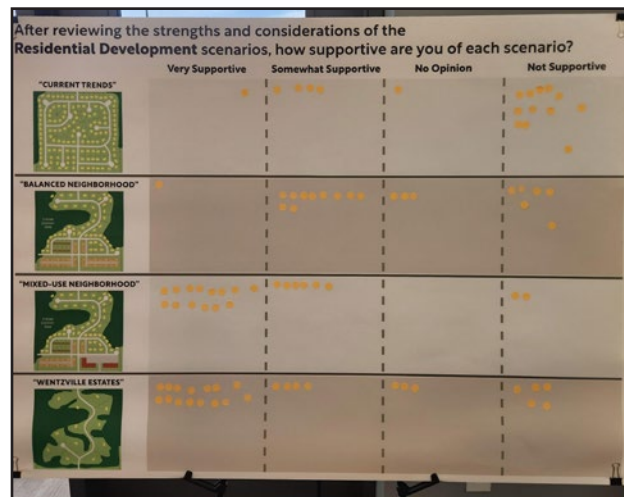 After reviewing the strengths and considerations of the
Residential Development scenarios, how supportive are you of each scenario?
Very Supportive Somewhat Supportive No Opinion Not Supportive
"CURRENT TRENDS"
"BALANCED NEIGHBORHOOD"
"MIXED-USE NEIGHBORHOOD"
"WENTZVILLE ESTATES"